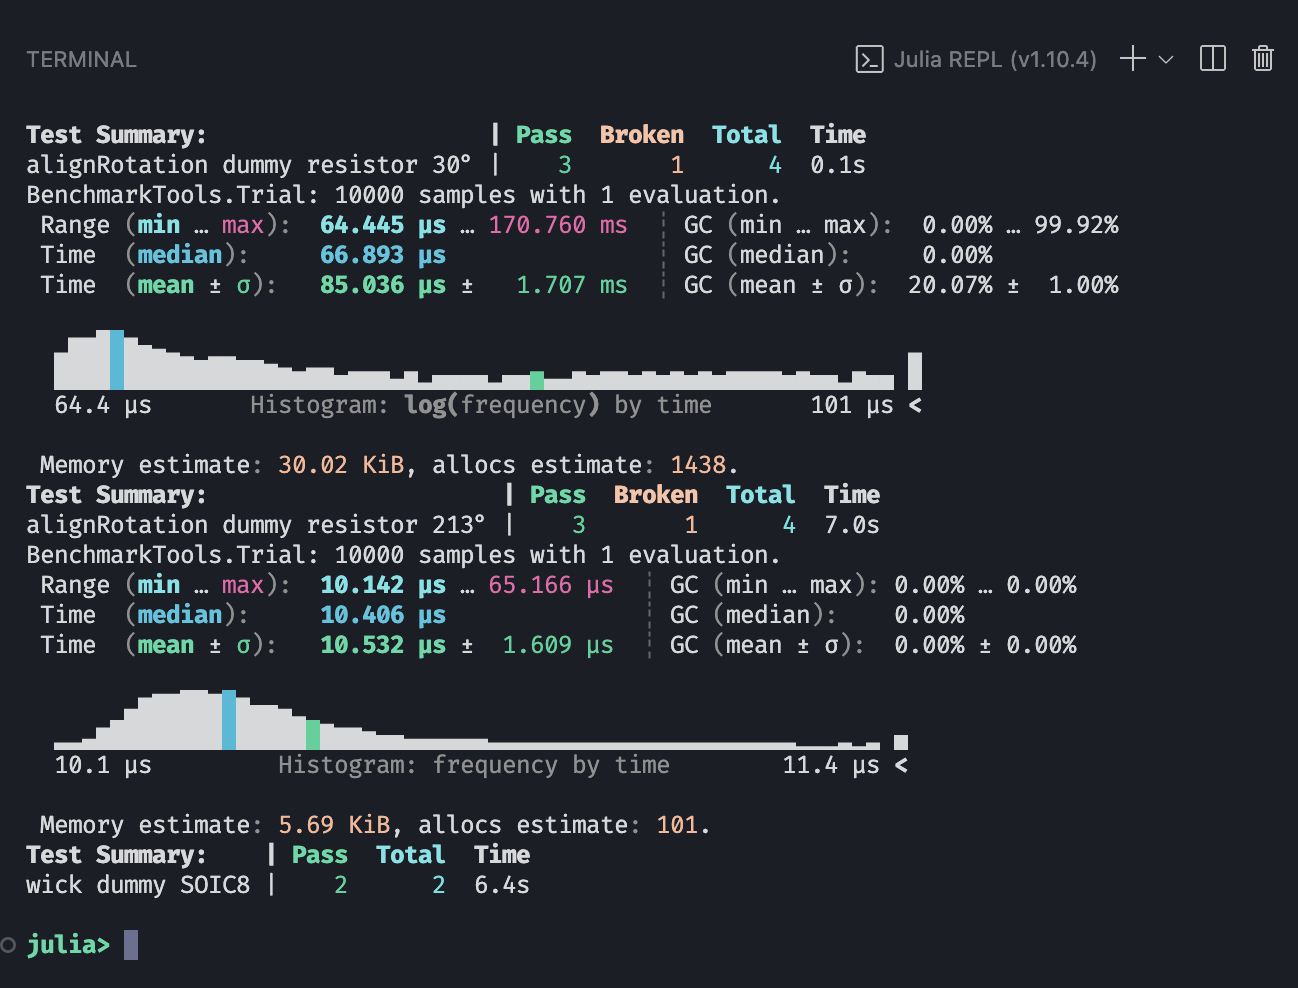 TERMINAL
Julia REPL (v1.10.4)
Test Summary: | Pass Broken Total Time
alignRotation dummy resistor 30° | 3 1 4 0.1s
BenchmarkTools.Trial: 10000 samples with 1 evaluation.
Range (min … max): 64.445 μs … 170.760 ms ┊ GC (min … max): 0.00% … 99.92%
Time (median): 66.893 μs ┊ GC (median): 0.00%
Time (mean ± σ): 85.036 μs ± 1.707 ms ┊ GC (mean ± σ): 20.07% ± 1.00%
64.4 μs Histogram: log(frequency) by time 101 μs <
Memory estimate: 30.02 KiB, allocs estimate: 1438.
Test Summary: | Pass Broken Total Time
alignRotation dummy resistor 213° | 3 1 4 7.0s
BenchmarkTools.Trial: 10000 samples with 1 evaluation.
Range (min … max): 10.142 μs … 65.166 μs ┊ GC (min … max): 0.00% … 0.00%
Time (median): 10.406 μs ┊ GC (median): 0.00%
Time (mean ± σ): 10.532 μs ± 1.609 μs ┊ GC (mean ± σ): 0.00% ± 0.00%
10.1 μs Histogram: frequency by time 11.4 μs <
Memory estimate: 5.69 KiB, allocs estimate: 101.
Test Summary: | Pass Total Time
wick dummy SOIC8 | 2 2 6.4s
julia>